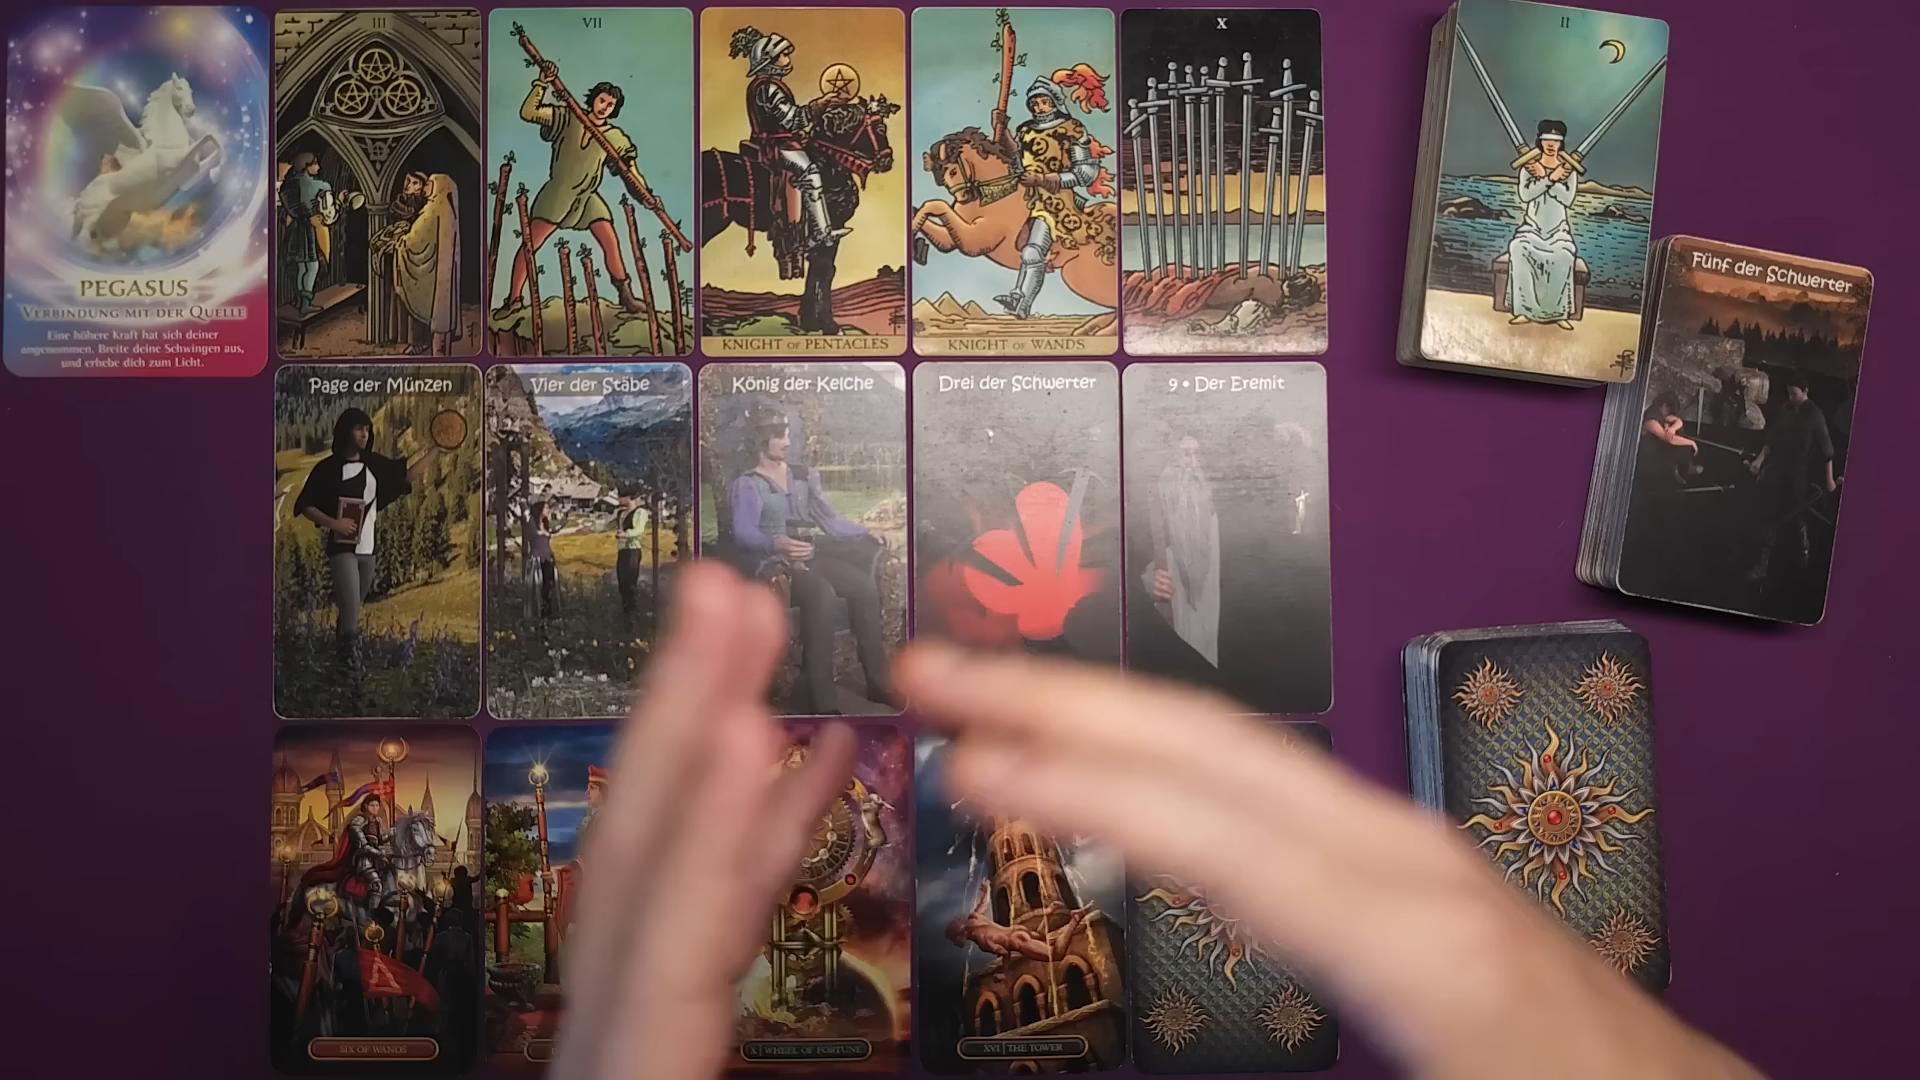 III
VII
KNIGHT OF PENTACLES
KNIGHT OF WANDS
X
II
PEGASUS
VERBINDUNG MIT DER QUELLE
Eine höhere Kraft hat sich deiner
angenommen. Breite deine Schwingen aus,
und erhebe dich zum Licht.
Fünf der Schwerter
Page der Münzen
Vier der Stäbe
König der Kelche
Drei der Schwerter
9 • Der Eremit
SIX OF WANDS
X | WHEEL OF FORTUNE
XVI | THE TOWER